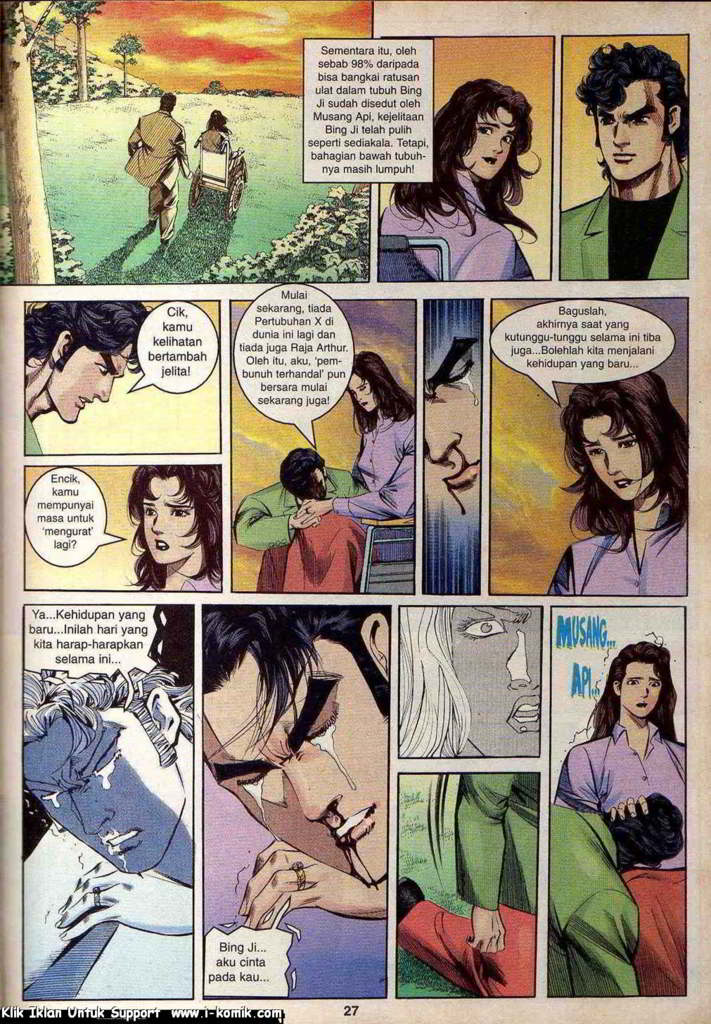 Sementara itu, oleh
sebab 98% daripada
bisa bangkai ratusan
ulat dalam tubuh Bing
Ji sudah disedut oleh
Musang Api, kejelitaan
Bing Ji telah pulih
seperti sediakala. Tetapi,
bahagian bawah tubuh-
nya masih lumpuh!
Cik,
kamu
kelihatan
bertambah
jelita!
Encik,
kamu
mempunyai
masa untuk
'mengurat'
lagi?
Mulai
sekarang, tiada
Pertubuhan X di
dunia ini lagi dan
tiada juga Raja Arthur.
Oleh itu, aku, 'pem-
bunuh terhandal' pun
bersara mulai
sekarang juga!
Baguslah,
akhirnya saat yang
kutunggu-tunggu selama ini tiba
juga...Bolehlah kita menjalani
kehidupan yang baru...
Ya...Kehidupan yang
baru...Inilah hari yang
kita harap-harapkan
selama ini...
Bing Ji...
aku cinta
pada kau...
MUSANG...
API...
27
Klik Iklan Untuk Support www.i-komik.com